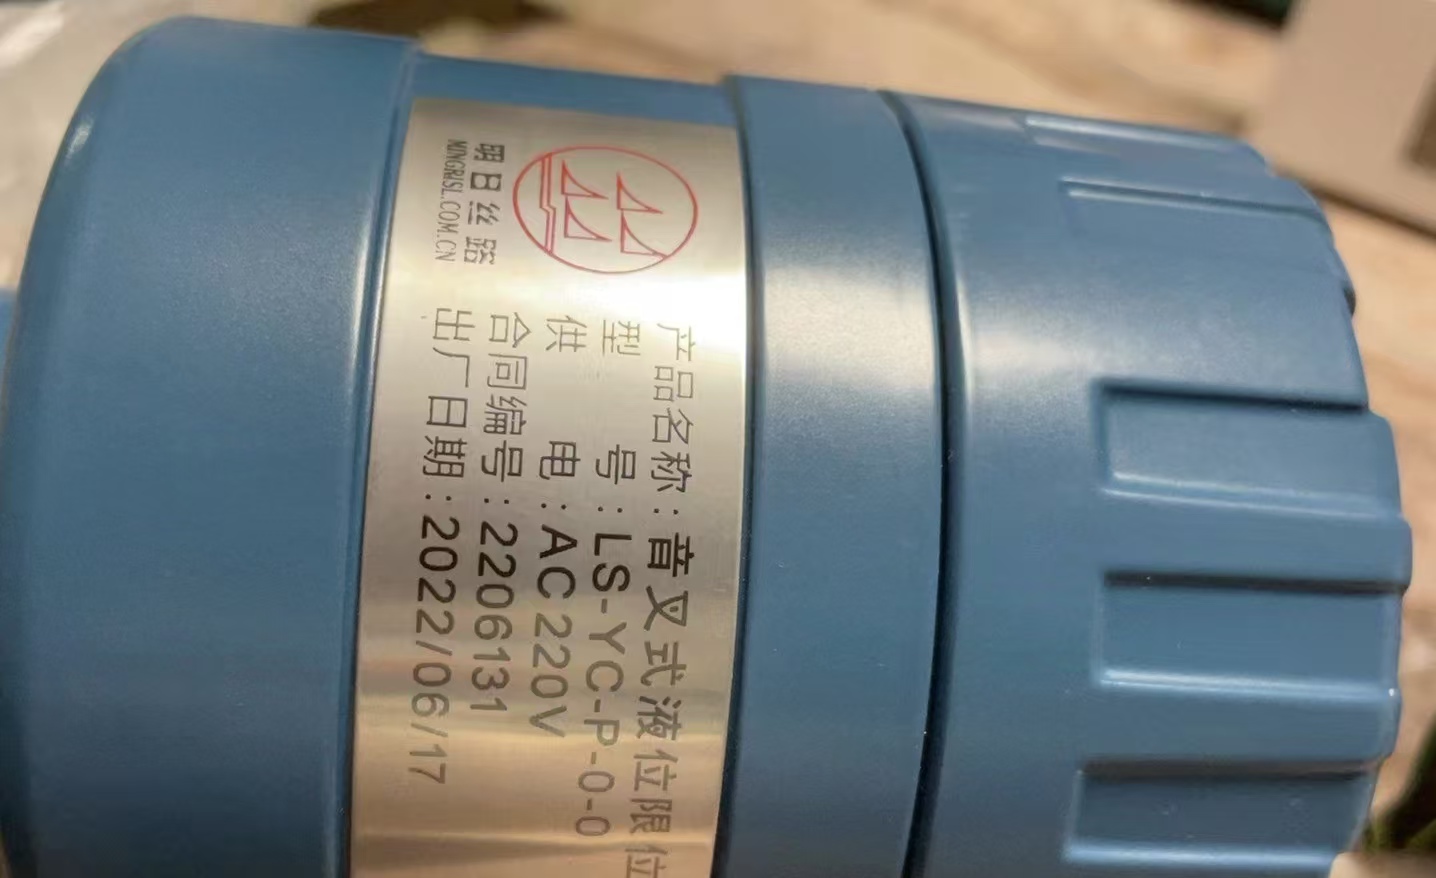 明日丝路
MINGRISL.COM.CN
产品名称:音叉式液位限位
型 号:LS-YC-P-0-0
供 电:AC220V
合同编号:2206131
出厂日期:2022/06/17